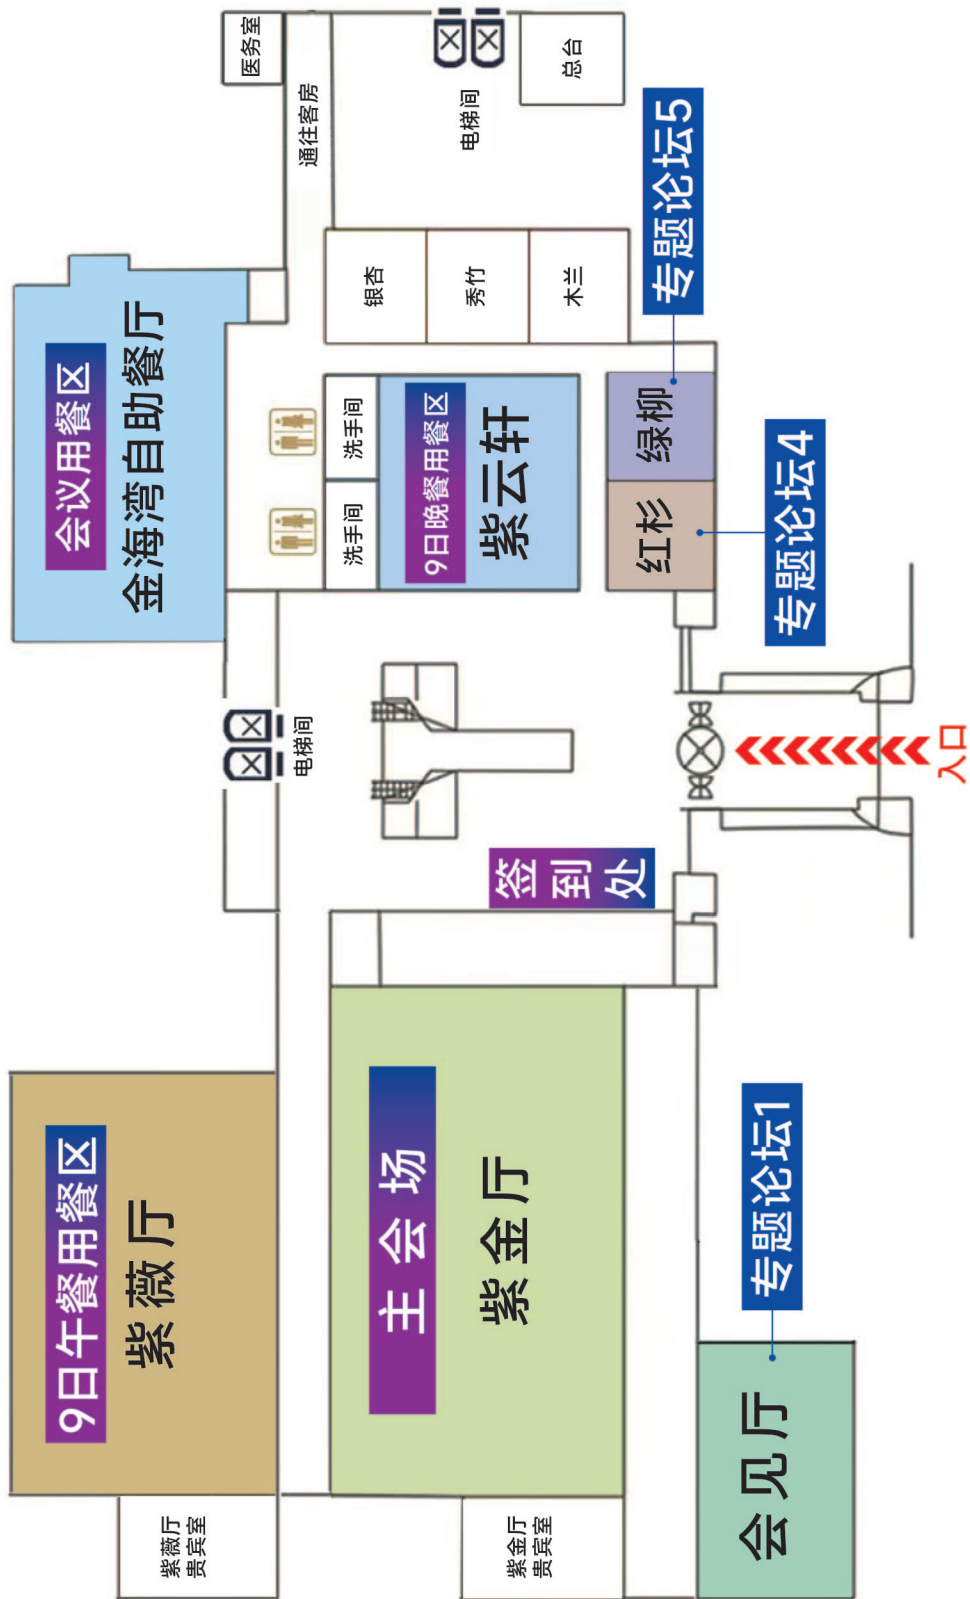 紫薇厅
贵宾室
9日午餐用餐区
紫薇厅
会议用餐区
金海湾自助餐厅
医务室
通往客房
电梯间
电梯间
总台
洗手间
洗手间
银杏
秀竹
木兰
9日晚餐用餐区
紫云轩
主会场
紫金厅
紫金厅
贵宾室
签到处
红杉
绿柳
专题论坛5
专题论坛4
会见厅
专题论坛1
入口